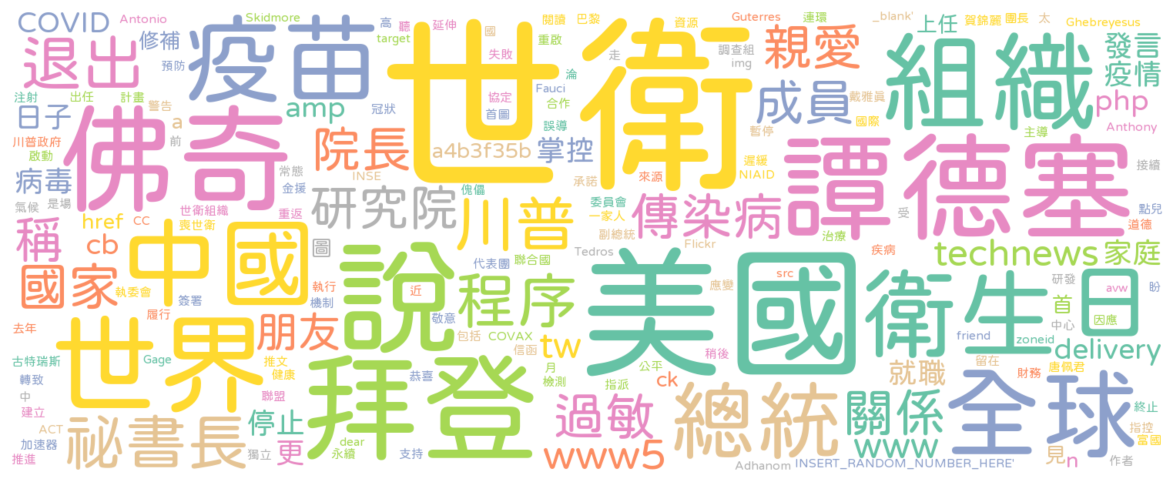 COVID
Antonio
Skidmore
高
聽
延伸
閱讀
巴黎
連環
資源
Guterres
_blank'
上任
賀錦麗
團長
太
Ghebreyesus
退出
修補
預防
疫苗
target
國
失敗
重啟
走
調查組
img
親愛
組織
發言
疫情
注射
出任
計畫
警告
amp
冠狀
世衛
協定
首圖
淪
Fauci
合作
誤導
成員
戴雅眞
國際
暫停
php
Anthony
日子
a
前
川普政府
啟動
佛奇
院長
a4b3f35b
掌控
遲緩
NIAID
主導
譚德塞
接續
病毒
常態
金援
INSE
傀儡
承諾
來源
氣候
是場
世衛組織
重返
研究院
委員會
一家人
副總統
傳染病
受
點兒
道德
href
cc
喪世衛
稱
cb
中國
圖
川普
代表團
聯合國
Tedros
Flickr
治療
疾病
technews
家庭
國家
執委會
簽署
履行
執行
機制
近
說
程序
美國
src
應變
衛生
研發
中心
首
日
avw
因應
盼
去年
世界
朋友
敬意
包括
COVAX
信函
tw
月
檢測
公平
稍後
friend
zoneid
delivery
古特瑞斯
轉致
中
建立
Gage
推文
健康
聯盟
拜登
恭喜
指派
ck
就職
留在
財務
唐佩君
全球
終止
指控
富國
ACT
加速器
推進
祕書長
停止
獨立
更
dear
永續
支持
過敏
www5
總統
Adhanom
關係
www
INSERT_RANDOM_NUMBER_HERE'
見
n
作者